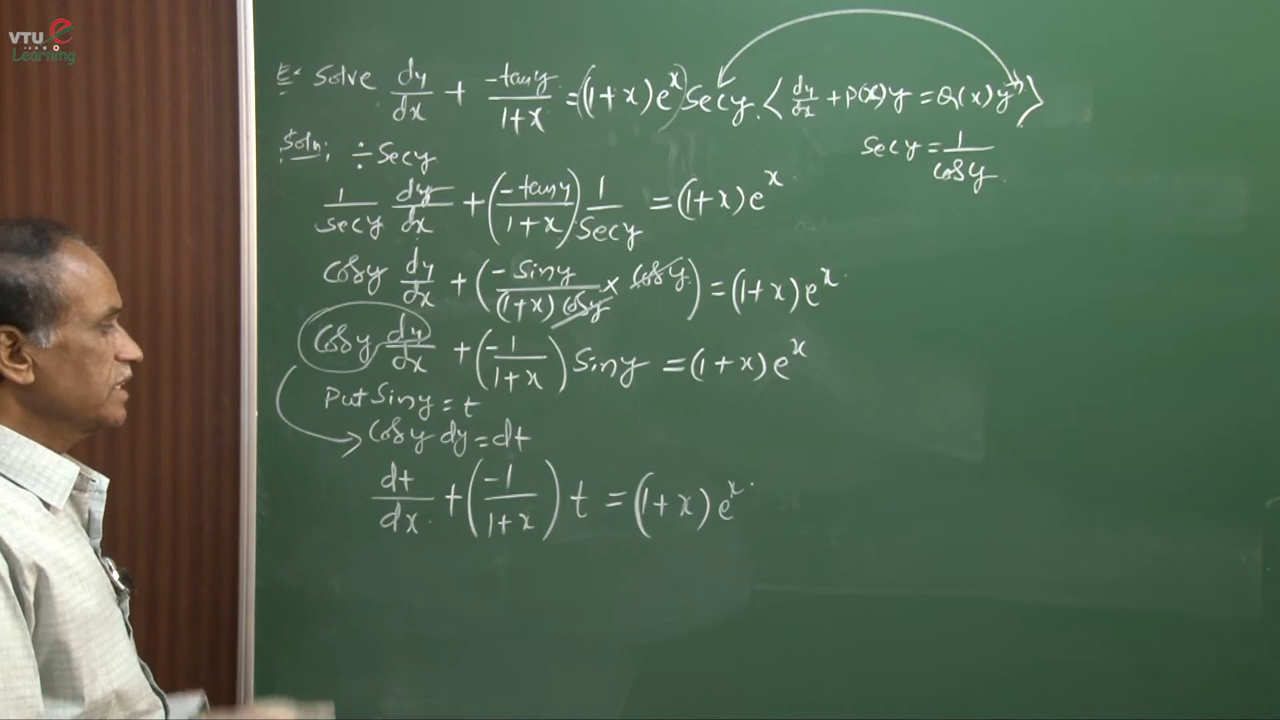 VTU e
Learning
Ex: Solve dy/dx + -tany/1+x = (1+x)e^x Secy. < dy/dx + P(x)y = Q(x)y^n >
Soln: ÷ Secy
Secy = 1/cosy
1/secy dy/dx + (-tany/1+x) 1/Secy = (1+x)e^x
Cosy dy/dx + (-siny/(1+x)cosy × cosy) = (1+x)e^x
Cosy dy/dx + (-1/1+x) Siny = (1+x)e^x
Put Siny = t
Cosy dy = dt
dt/dx + (-1/1+x) t = (1+x)e^x